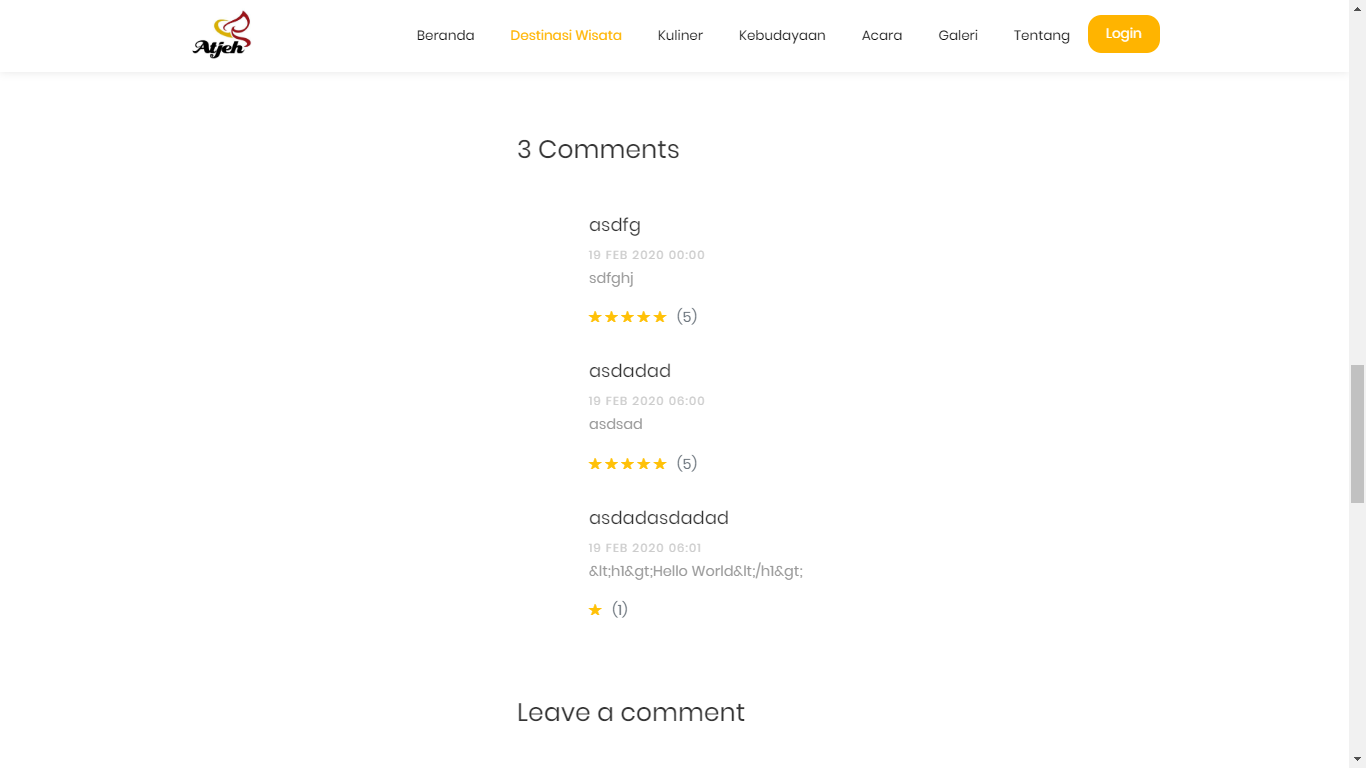 Atjeh
Beranda Destinasi Wisata Kuliner Kebudayaan Acara Galeri Tentang Login
3 Comments
asdfg
19 FEB 2020 00:00
sdfghj
(5)
asdadad
19 FEB 2020 06:00
asdsad
(5)
asdadasdadad
19 FEB 2020 06:01
&lt;h1&gt;Hello World&lt;/h1&gt;
(1)
Leave a comment